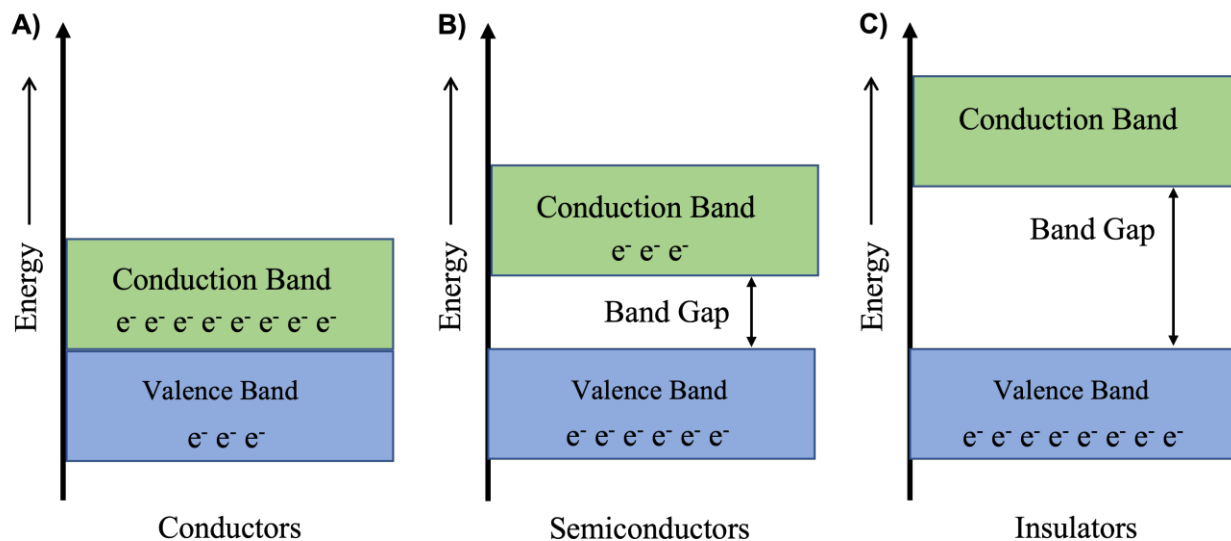 A)
Energy
Conduction Band
e⁻ e⁻ e⁻ e⁻ e⁻ e⁻ e⁻ e⁻
Valence Band
e⁻ e⁻ e⁻
Conductors
B)
Energy
Conduction Band
e⁻ e⁻ e⁻
Band Gap
Valence Band
e⁻ e⁻ e⁻ e⁻ e⁻ e⁻
Semiconductors
C)
Energy
Conduction Band
Band Gap
Valence Band
e⁻ e⁻ e⁻ e⁻ e⁻ e⁻ e⁻ e⁻
Insulators